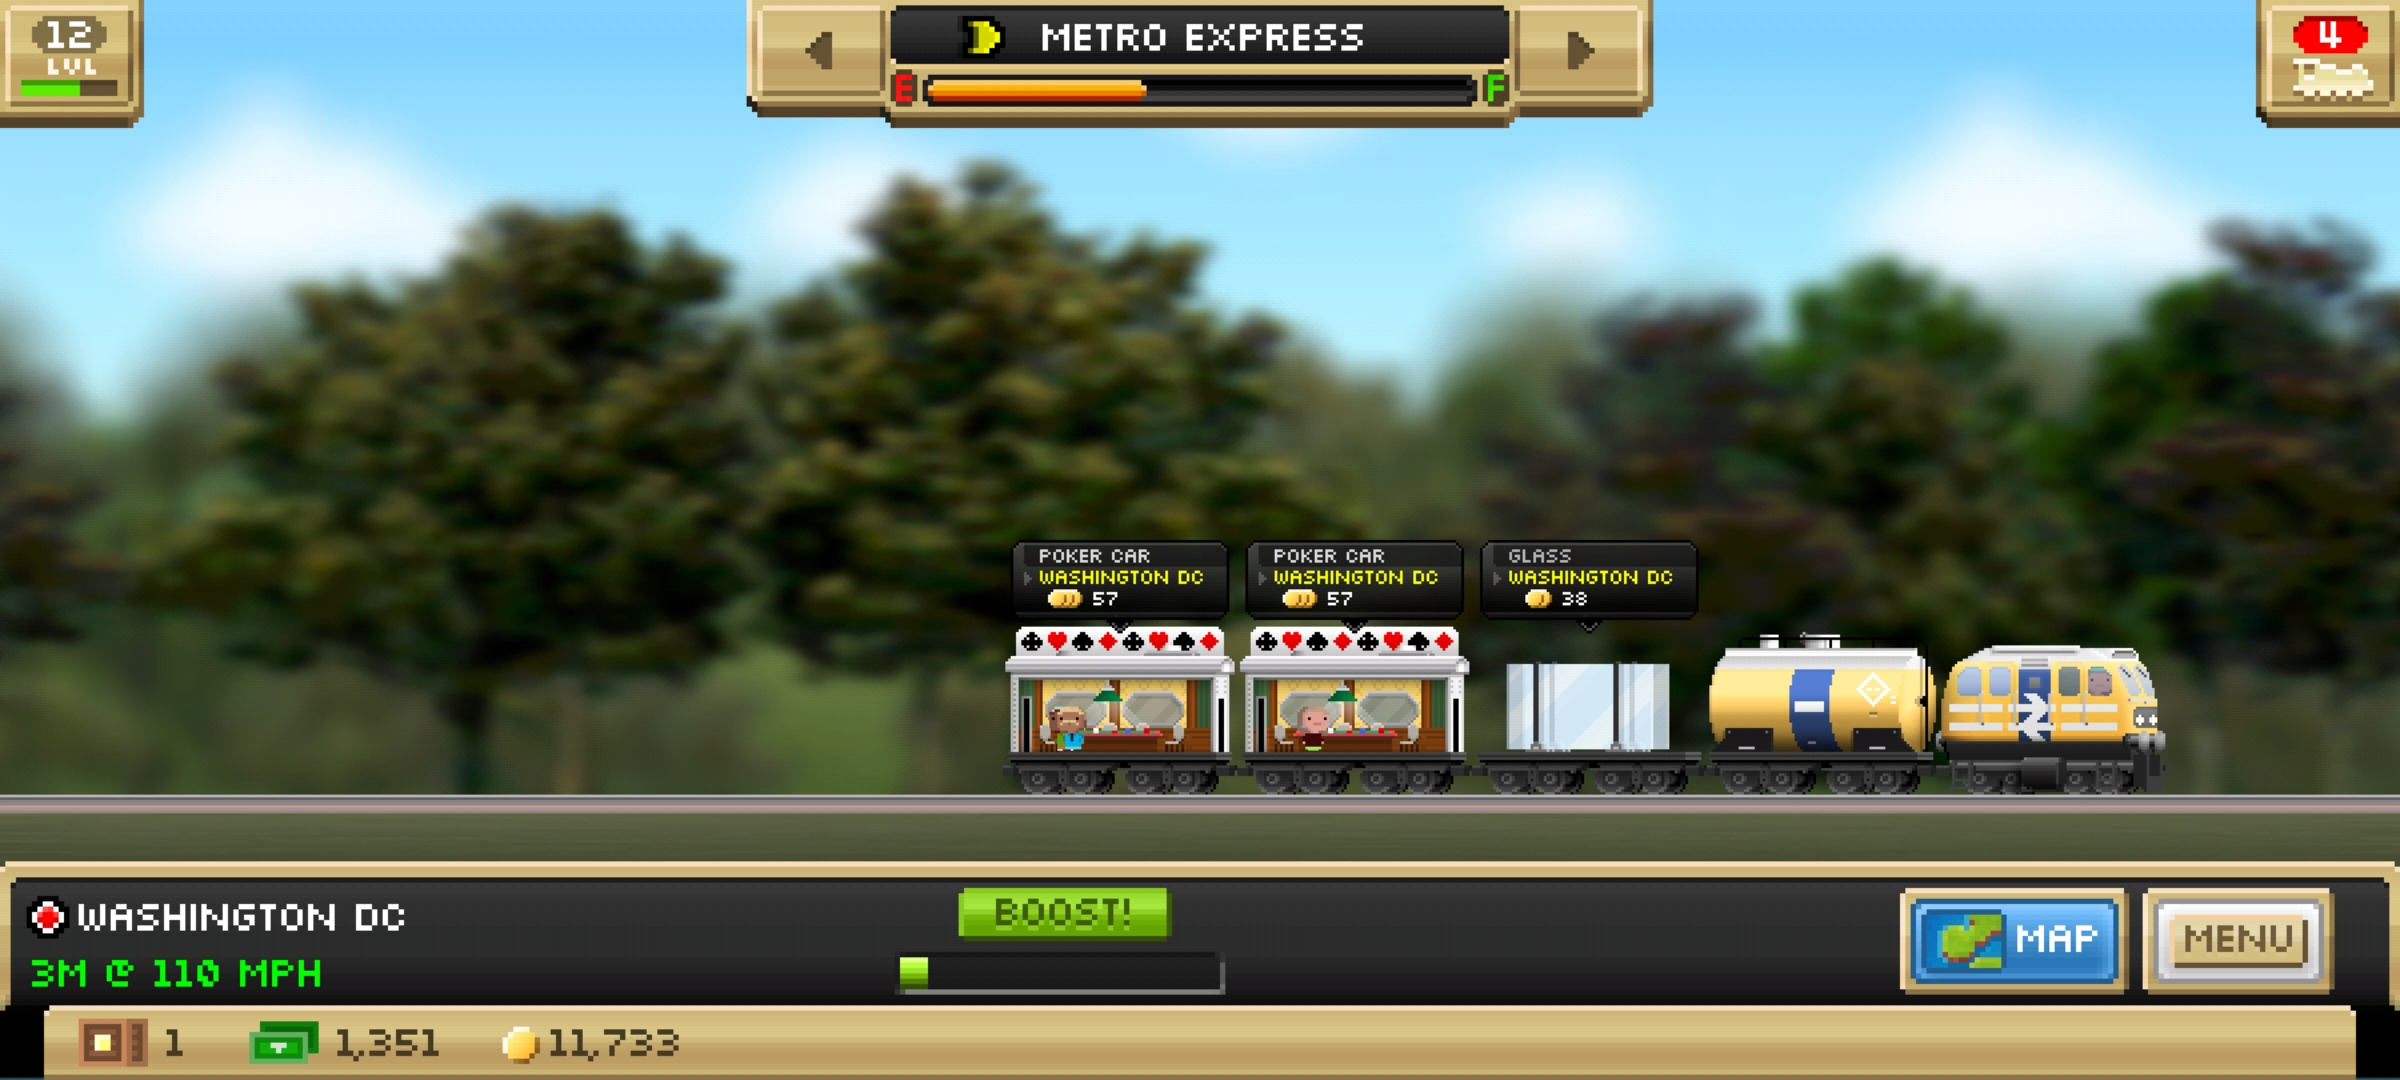 12
LVL
METRO EXPRESS
E F
4
POKER CAR
WASHINGTON DC
57
POKER CAR
WASHINGTON DC
57
GLASS
WASHINGTON DC
38
WASHINGTON DC
3M @ 110 MPH
BOOST!
MAP
MENU
1
1,351
11,733